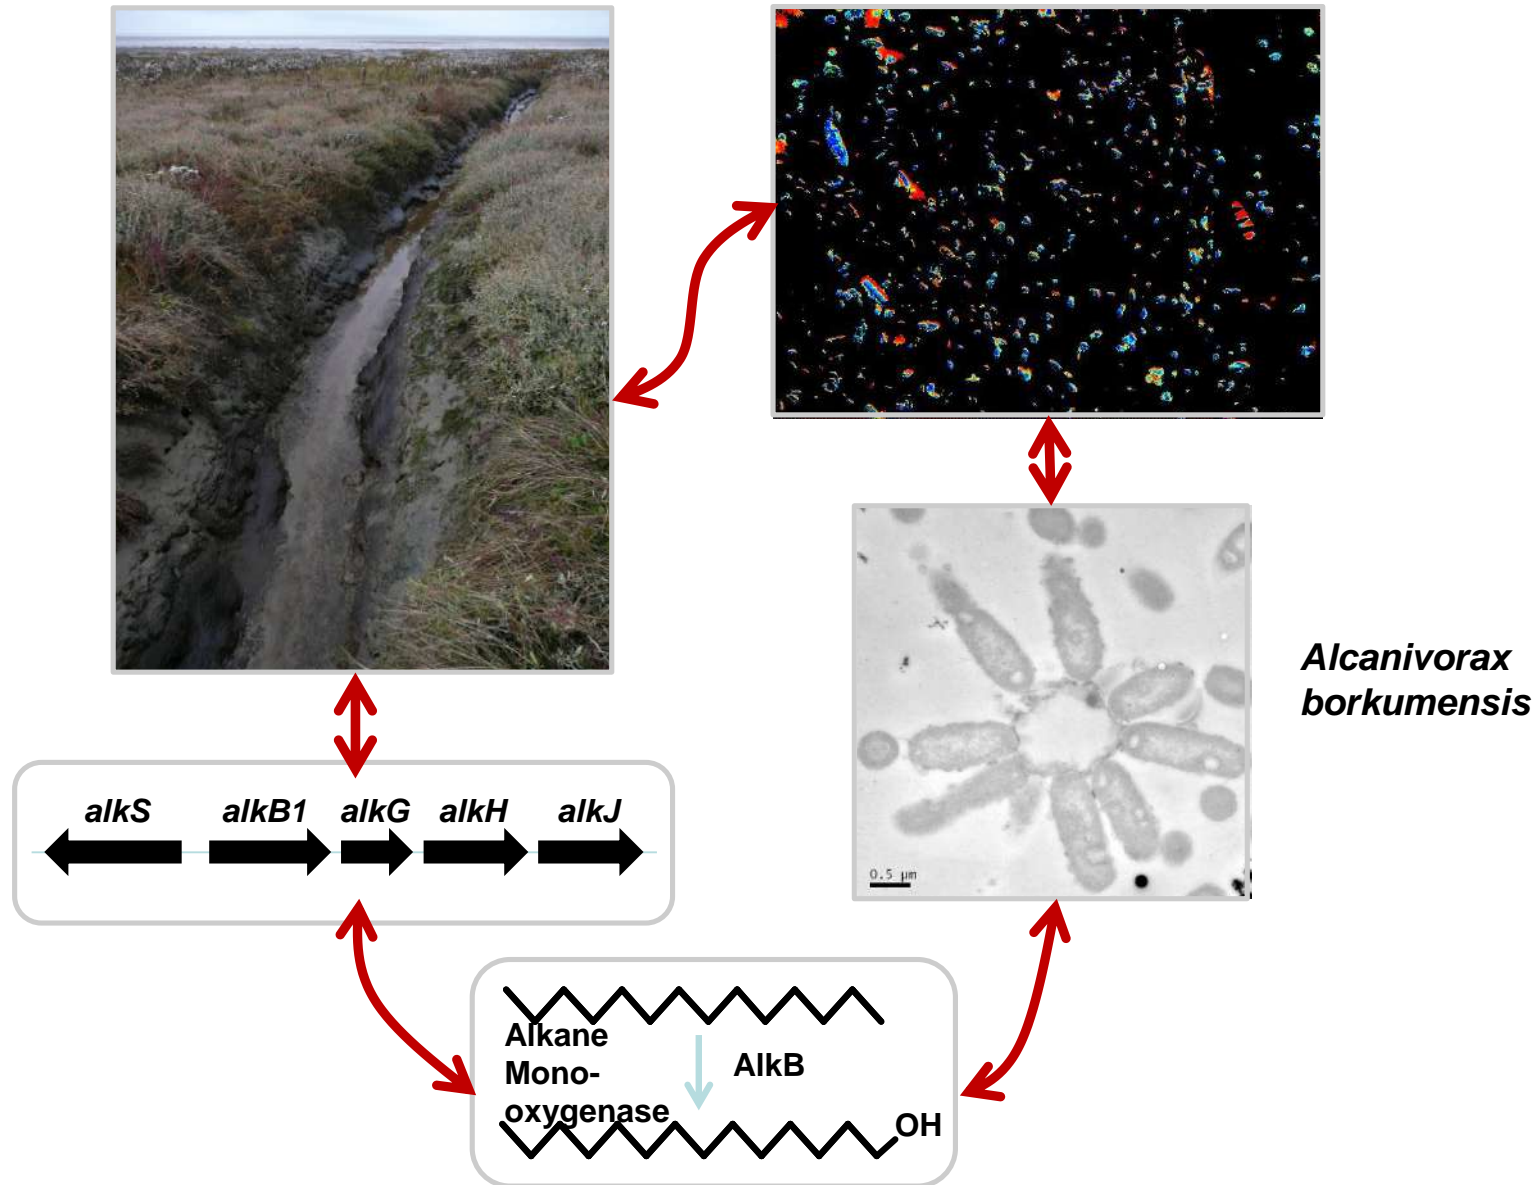 Alcanivorax
borkumensis
alkS alkB1 alkG alkH alkJ
0.5 µm
Alkane
Mono-
oxygenase
AlkB
OH